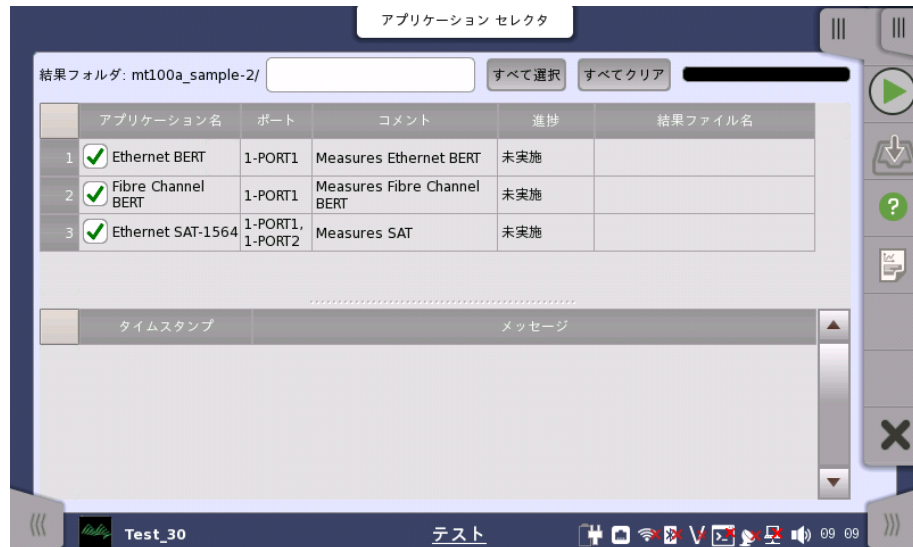 アプリケーション セレクタ
結果フォルダ: mt100a_sample-2/
すべて選択
すべてクリア
アプリケーション名 ポート コメント 進捗 結果ファイル名
1 Ethernet BERT 1-PORT1 Measures Ethernet BERT 未実施
2 Fibre Channel BERT 1-PORT1 Measures Fibre Channel BERT 未実施
3 Ethernet SAT-1564 1-PORT1, 1-PORT2 Measures SAT 未実施
タイムスタンプ メッセージ
Test_30 テスト 09 09